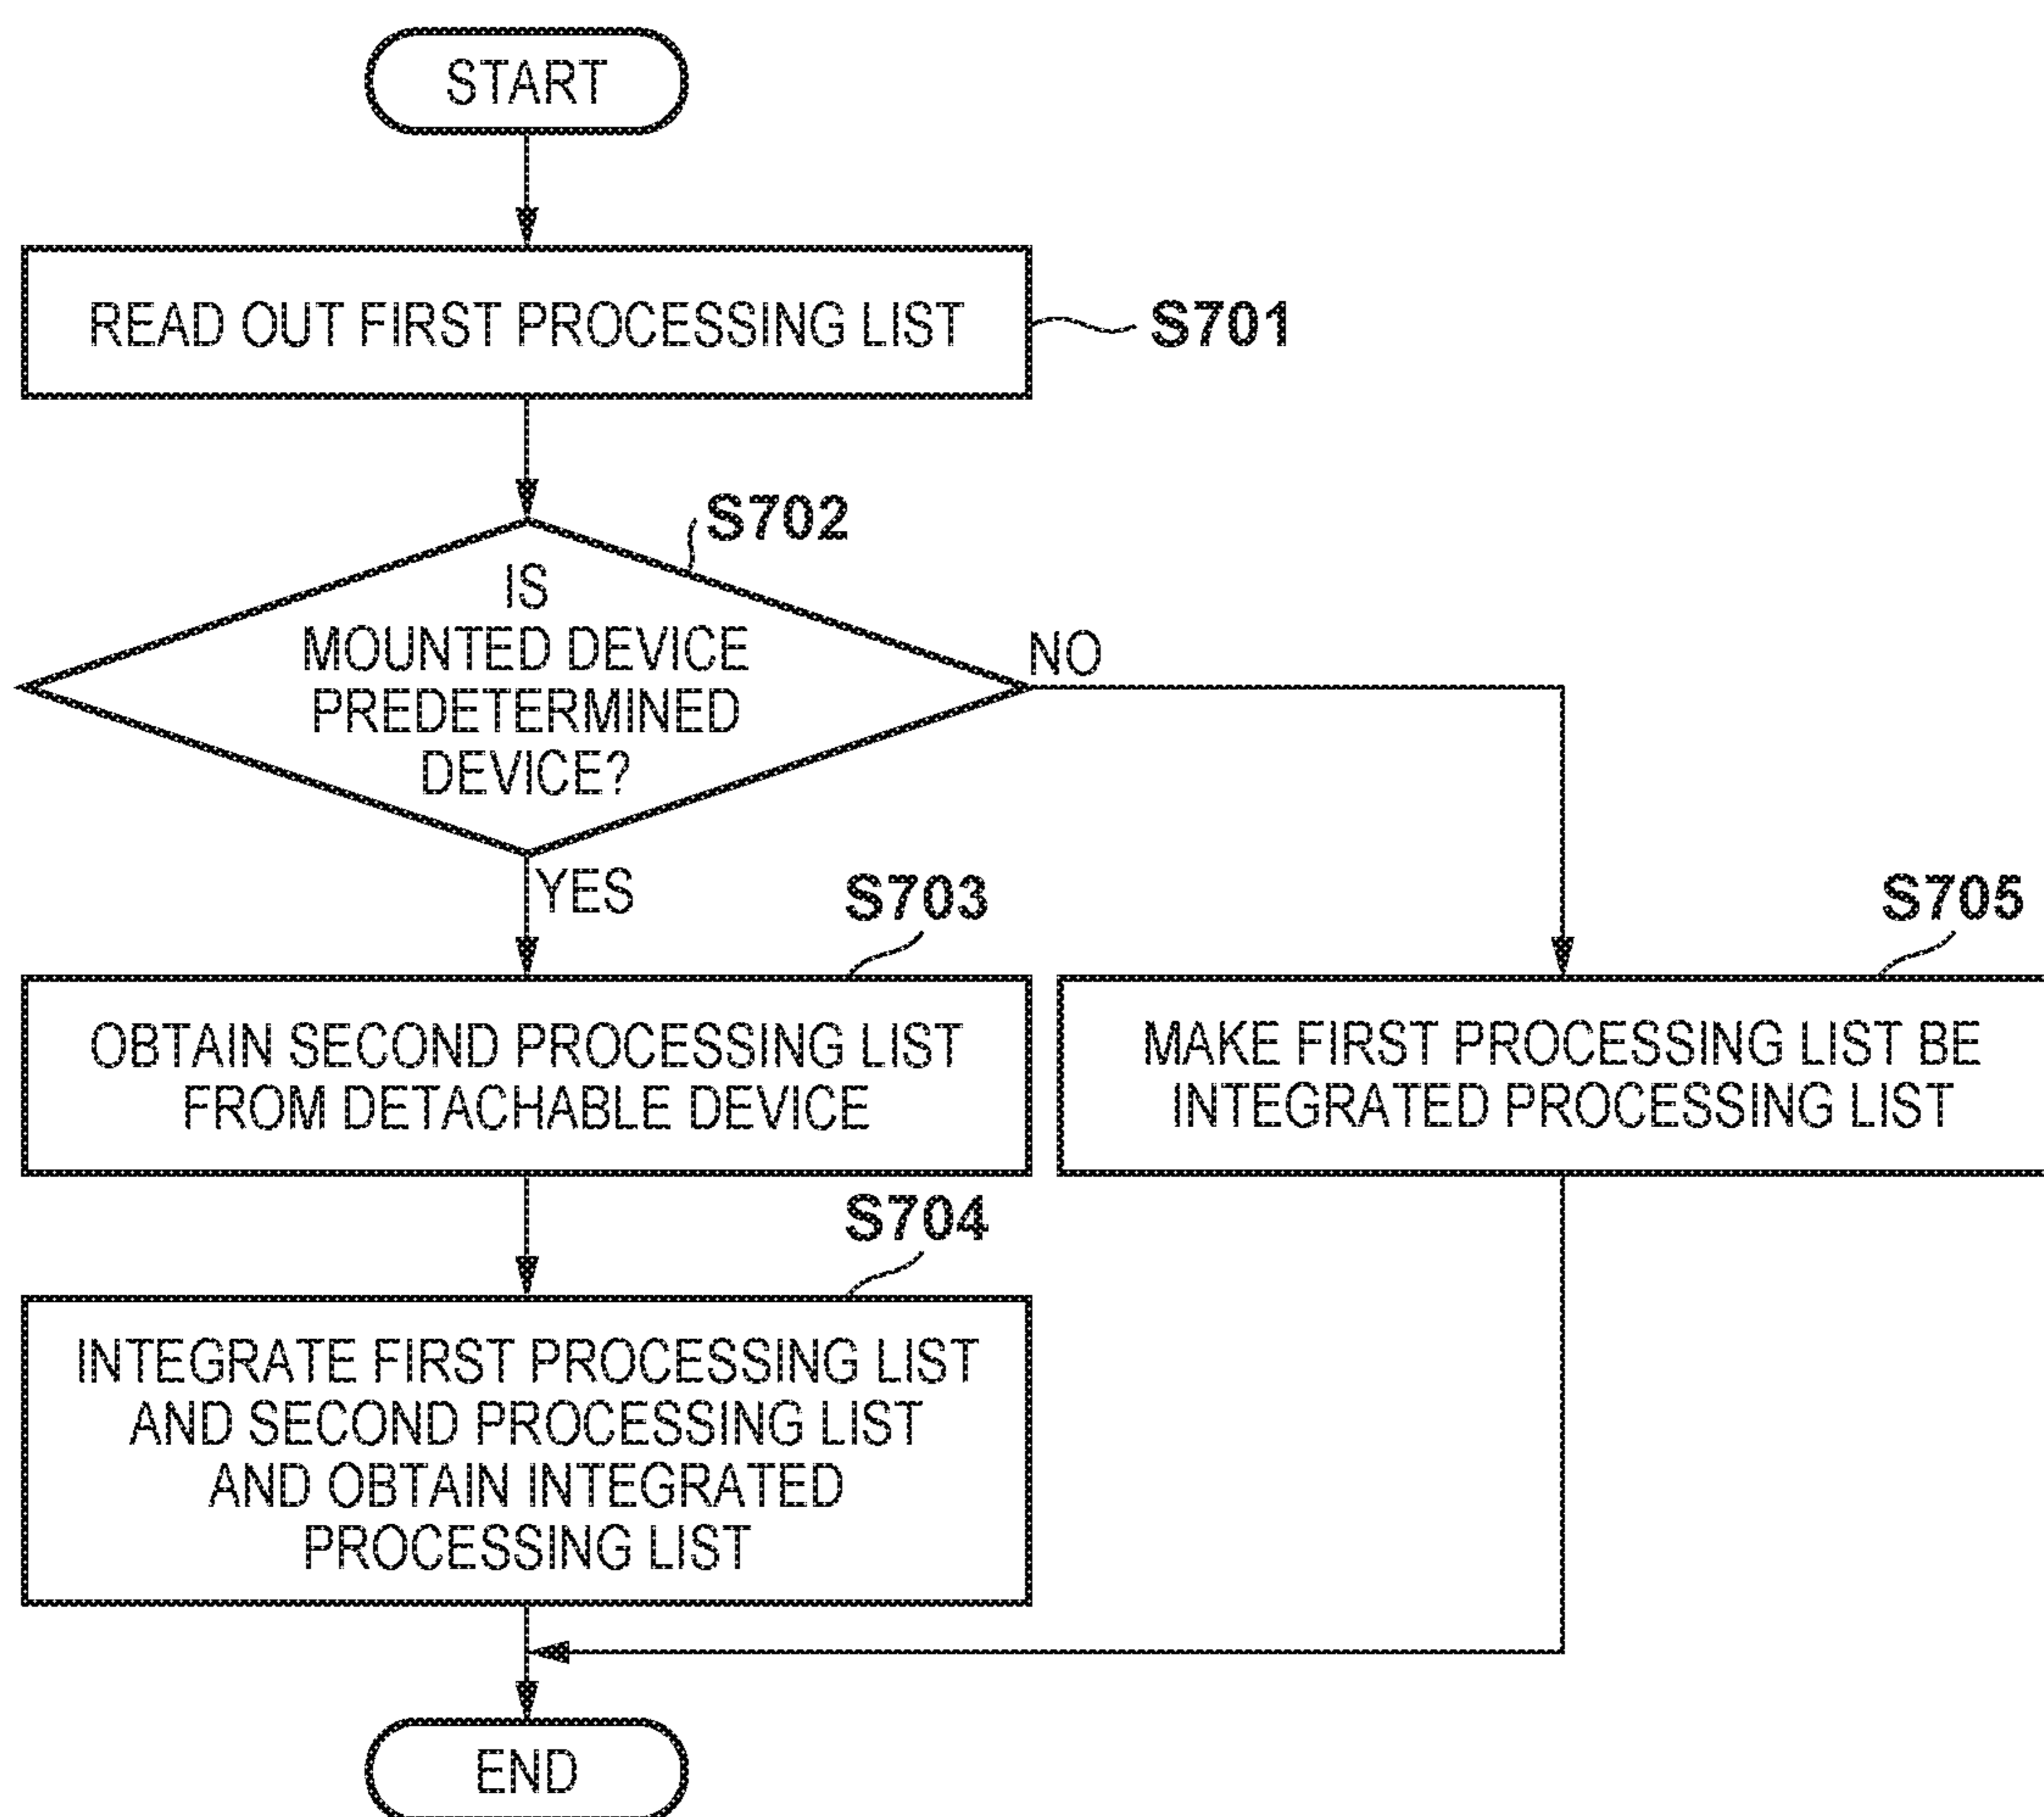 START
READ OUT FIRST PROCESSING LIST
S701
S702
IS
MOUNTED DEVICE
PREDETERMINED
DEVICE?
NO
YES
S703
OBTAIN SECOND PROCESSING LIST
FROM DETACHABLE DEVICE
S705
MAKE FIRST PROCESSING LIST BE
INTEGRATED PROCESSING LIST
S704
INTEGRATE FIRST PROCESSING LIST
AND SECOND PROCESSING LIST
AND OBTAIN INTEGRATED
PROCESSING LIST
END